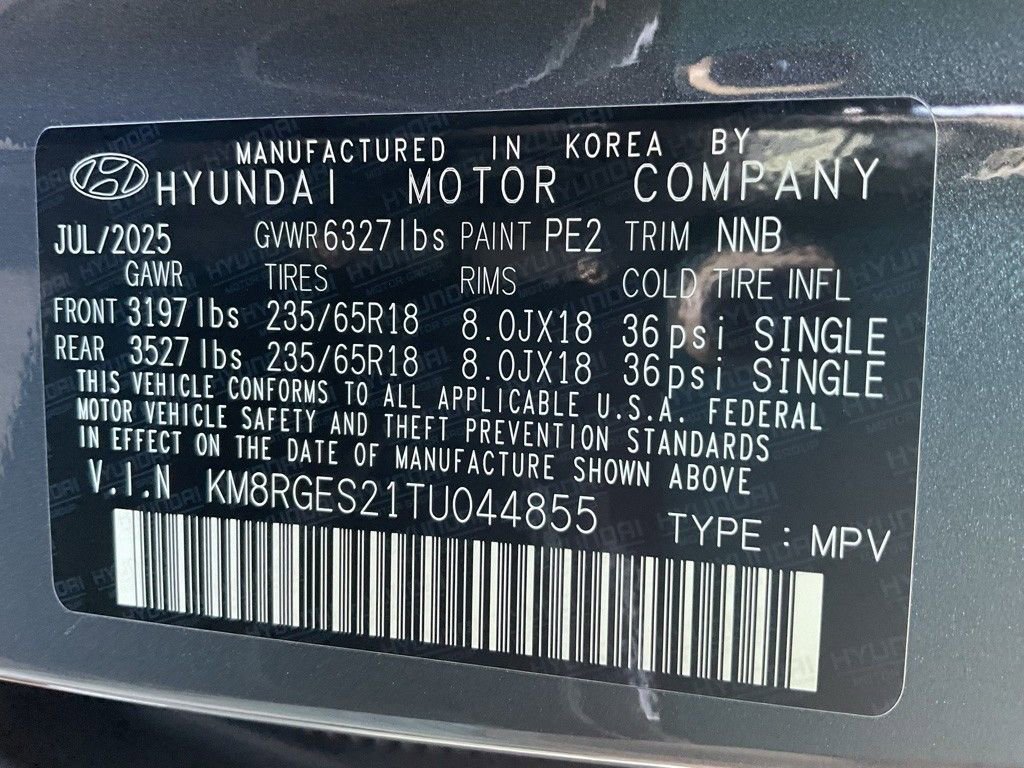 MANUFACTURED IN KOREA BY
HYUNDAI MOTOR COMPANY
JUL/2025 GVWR 6327lbs PAINT PE2 TRIM NNB
GAWR TIRES RIMS COLD TIRE INFL
FRONT 3197lbs 235/65R18 8.0JX18 36psi SINGLE
REAR 3527lbs 235/65R18 8.0JX18 36psi SINGLE
THIS VEHICLE CONFORMS TO ALL APPLICABLE U.S.A. FEDERAL
MOTOR VEHICLE SAFETY AND THEFT PREVENTION STANDARDS
IN EFFECT ON THE DATE OF MANUFACTURE SHOWN ABOVE
V.I.N KM8RGES21TU044855 TYPE : MPV